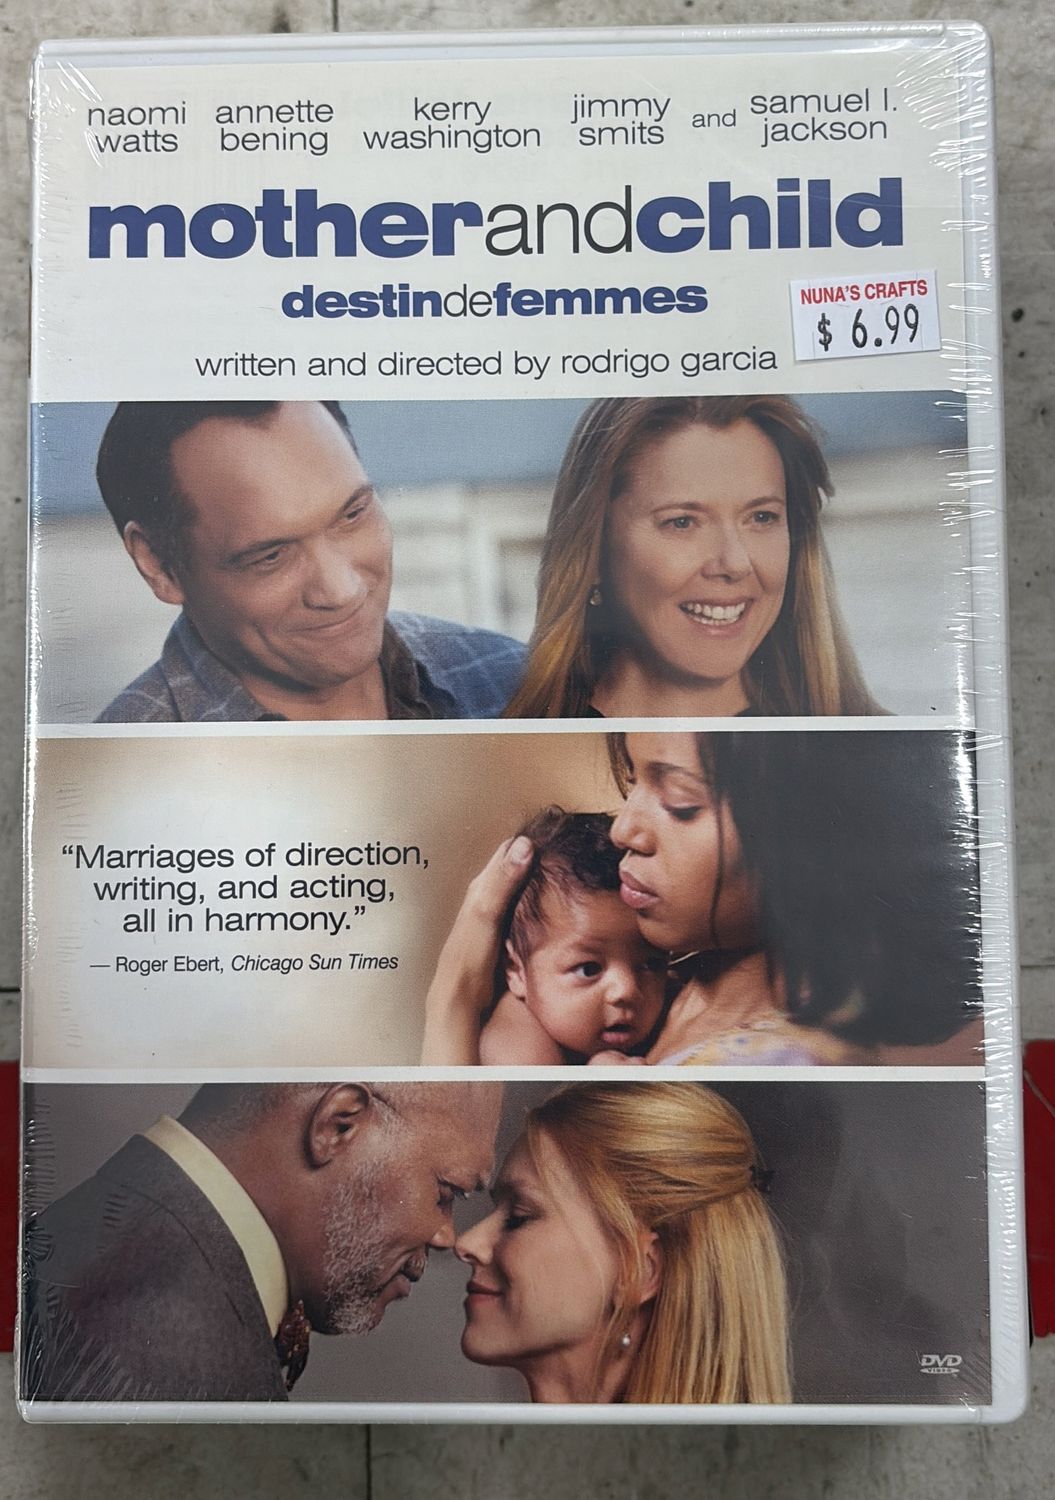 naomi watts annette bening kerry washington jimmy smits and samuel l. jackson
motherandchild
destindefemmes
NUNA'S CRAFTS
$ 6.99
written and directed by rodrigo garcia
“Marriages of direction,
writing, and acting,
all in harmony.”
— Roger Ebert, Chicago Sun Times
DVD
VIDEO